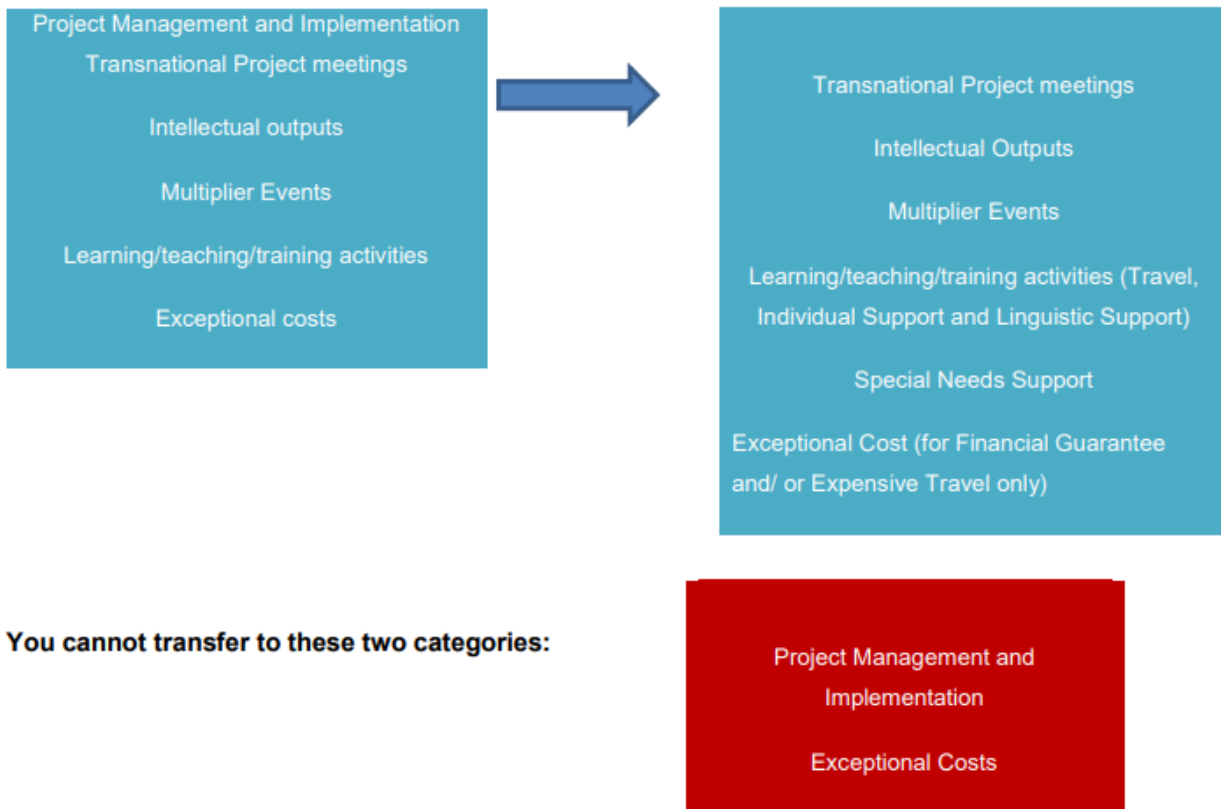 Project Management and Implementation
Transnational Project meetings
Intellectual outputs
Multiplier Events
Learning/teaching/training activities
Exceptional costs
Transnational Project meetings
Intellectual Outputs
Multiplier Events
Learning/teaching/training activities (Travel,
Individual Support and Linguistic Support)
Special Needs Support
Exceptional Cost (for Financial Guarantee
and/ or Expensive Travel only)
You cannot transfer to these two categories:
Project Management and
Implementation
Exceptional Costs